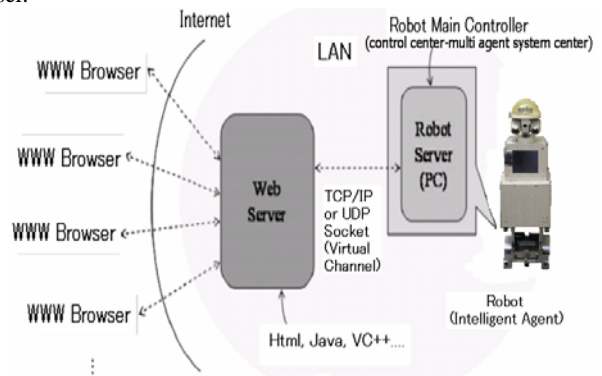 Internet
Robot Main Controller
(control center-multi agent system center)
LAN
WWW Browser
WWW Browser
WWW Browser
WWW Browser
Web
Server
TCP/IP
or UDP
Socket
(Virtual
Channel)
Robot
Server
(PC)
Robot
(Intelligent Agent)
Html, Java, VC++....